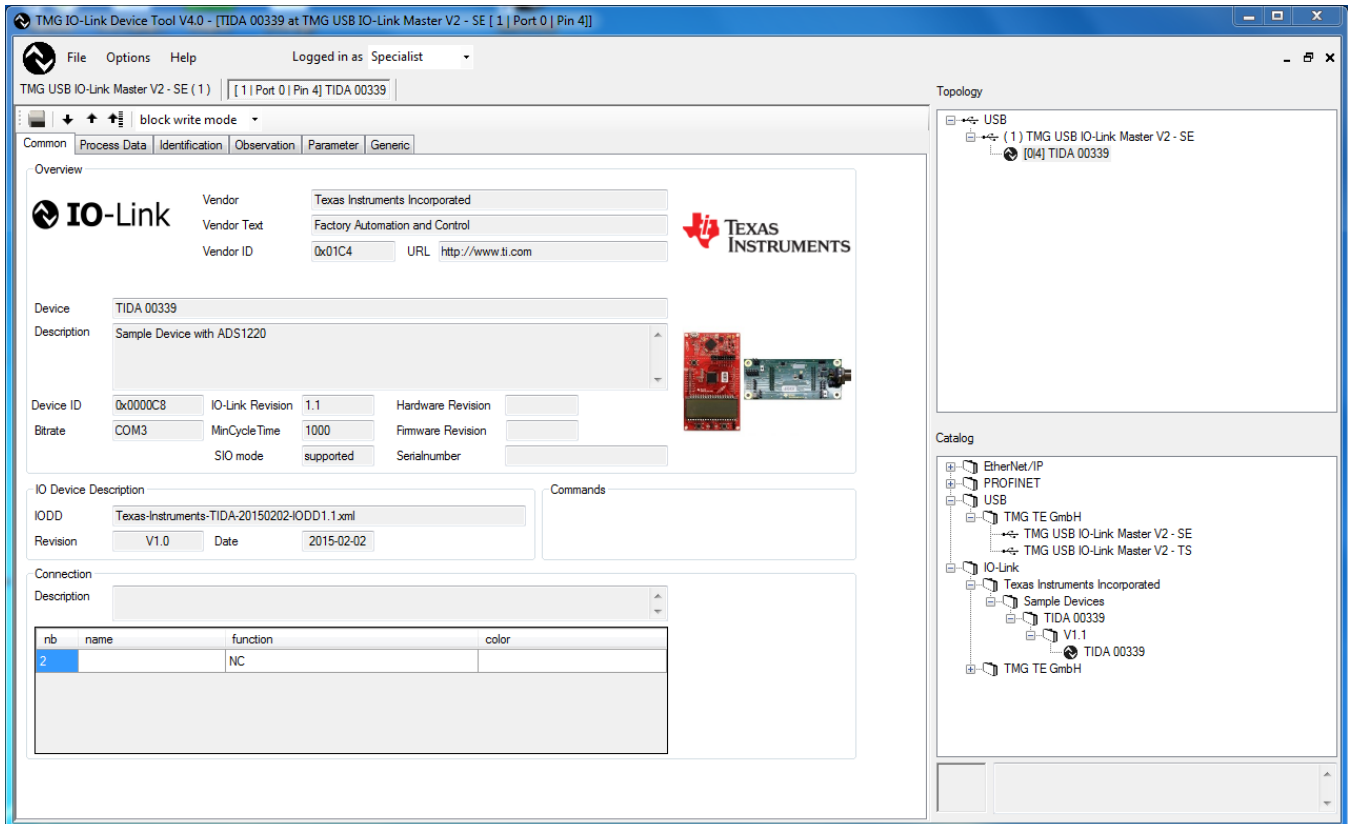 TMG IO-Link Device Tool V4.0 - [TIDA 00339 at TMG USB IO-Link Master V2 - SE [ 1 | Port 0 | Pin 4]]
File Options Help Logged in as Specialist
TMG USB IO-Link Master V2 - SE ( 1 ) [ 1 | Port 0 | Pin 4] TIDA 00339
block write mode
Common Process Data Identification Observation Parameter Generic
Overview
IO-Link
Vendor Texas Instruments Incorporated
Vendor Text Factory Automation and Control
Vendor ID 0x01C4 URL http://www.ti.com
TEXAS
INSTRUMENTS
Device TIDA 00339
Description Sample Device with ADS1220
Device ID 0x0000C8 IO-Link Revision 1.1 Hardware Revision
Bitrate COM3 MinCycleTime 1000 Firmware Revision
SIO mode supported Serialnumber
IO Device Description
IODD Texas-Instruments-TIDA-20150202-IODD1.1.xml
Revision V1.0 Date 2015-02-02
Commands
Connection
Description
nb name function color
2 NC
Topology
USB
( 1 ) TMG USB IO-Link Master V2 - SE
[0|4] TIDA 00339
Catalog
EtherNet/IP
PROFINET
USB
TMG TE GmbH
TMG USB IO-Link Master V2 - SE
TMG USB IO-Link Master V2 - TS
IO-Link
Texas Instruments Incorporated
Sample Devices
TIDA 00339
V1.1
TIDA 00339
TMG TE GmbH